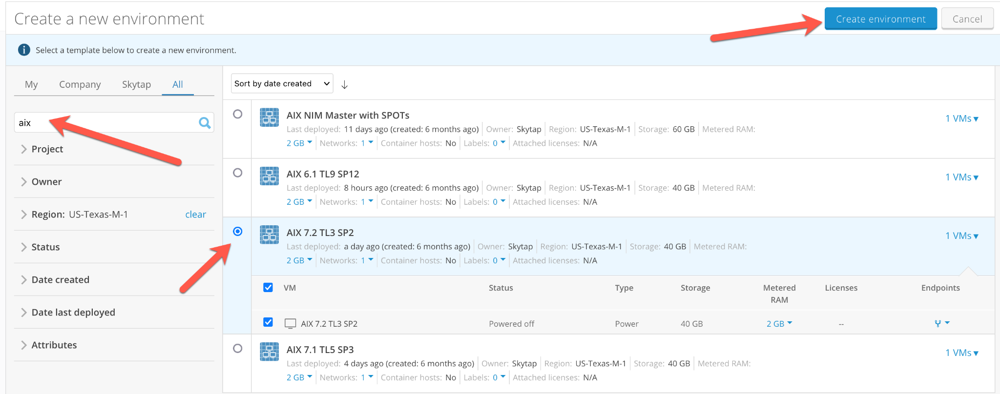 Create a new environment
Create environment
Cancel
Select a template below to create a new environment.
My Company Skytap All
aix
Project
Owner
Region: US-Texas-M-1 clear
Status
Date created
Date last deployed
Attributes
Sort by date created
AIX NIM Master with SPOTs
1 VMs
Last deployed: 11 days ago (created: 6 months ago) Owner: Skytap Region: US-Texas-M-1 Storage: 60 GB Metered RAM:
2 GB Networks: 1 Container hosts: No Labels: 0 Attached licenses: N/A
AIX 6.1 TL9 SP12
1 VMs
Last deployed: 8 hours ago (created: 6 months ago) Owner: Skytap Region: US-Texas-M-1 Storage: 40 GB Metered RAM:
2 GB Networks: 1 Container hosts: No Labels: 0 Attached licenses: N/A
AIX 7.2 TL3 SP2
1 VMs
Last deployed: a day ago (created: 6 months ago) Owner: Skytap Region: US-Texas-M-1 Storage: 40 GB Metered RAM:
2 GB Networks: 1 Container hosts: No Labels: 0 Attached licenses: N/A
VM Status Type Storage Metered RAM Licenses Endpoints
AIX 7.2 TL3 SP2 Powered off Power 40 GB 2 GB --
AIX 7.1 TL5 SP3
1 VMs
Last deployed: 4 days ago (created: 6 months ago) Owner: Skytap Region: US-Texas-M-1 Storage: 40 GB Metered RAM:
2 GB Networks: 1 Container hosts: No Labels: 0 Attached licenses: N/A